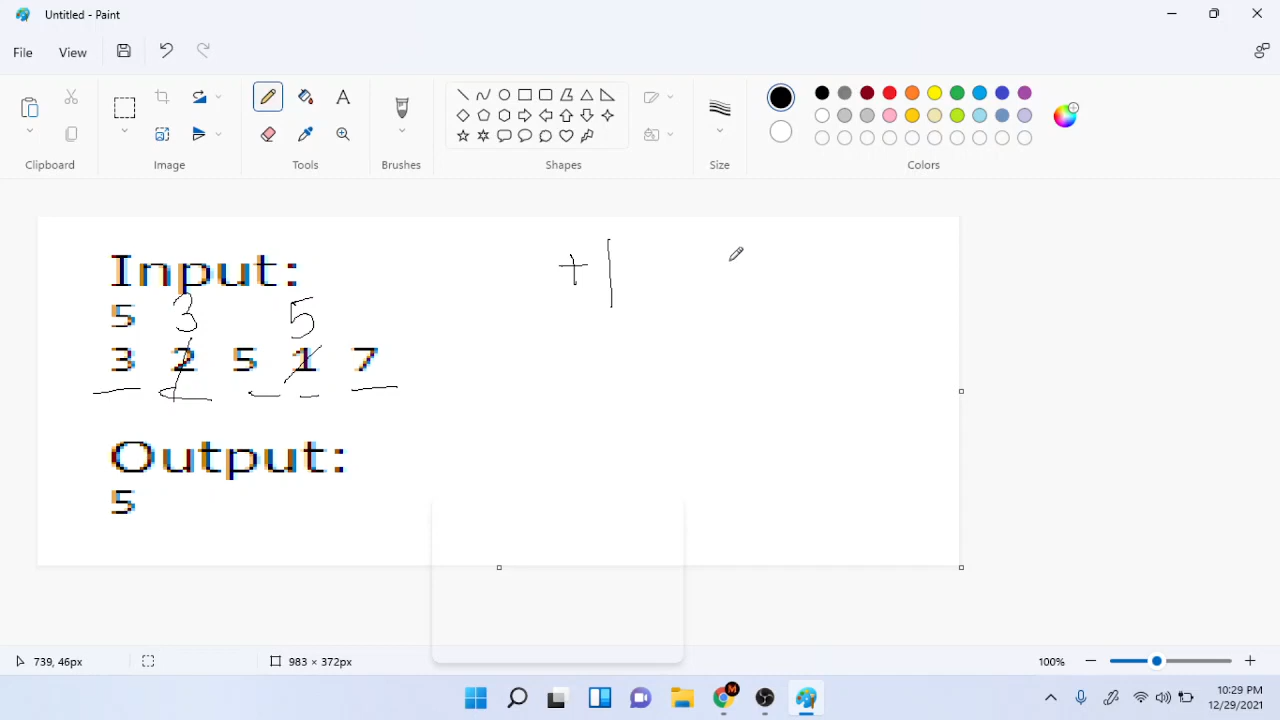 Untitled - Paint
File View
Clipboard Image Tools Brushes Shapes Size Colors
Input: +1
5 3 5
3 2 5 1 7
Output:
5
739, 46px 983 × 372px 100%
10:29 PM
12/29/2021